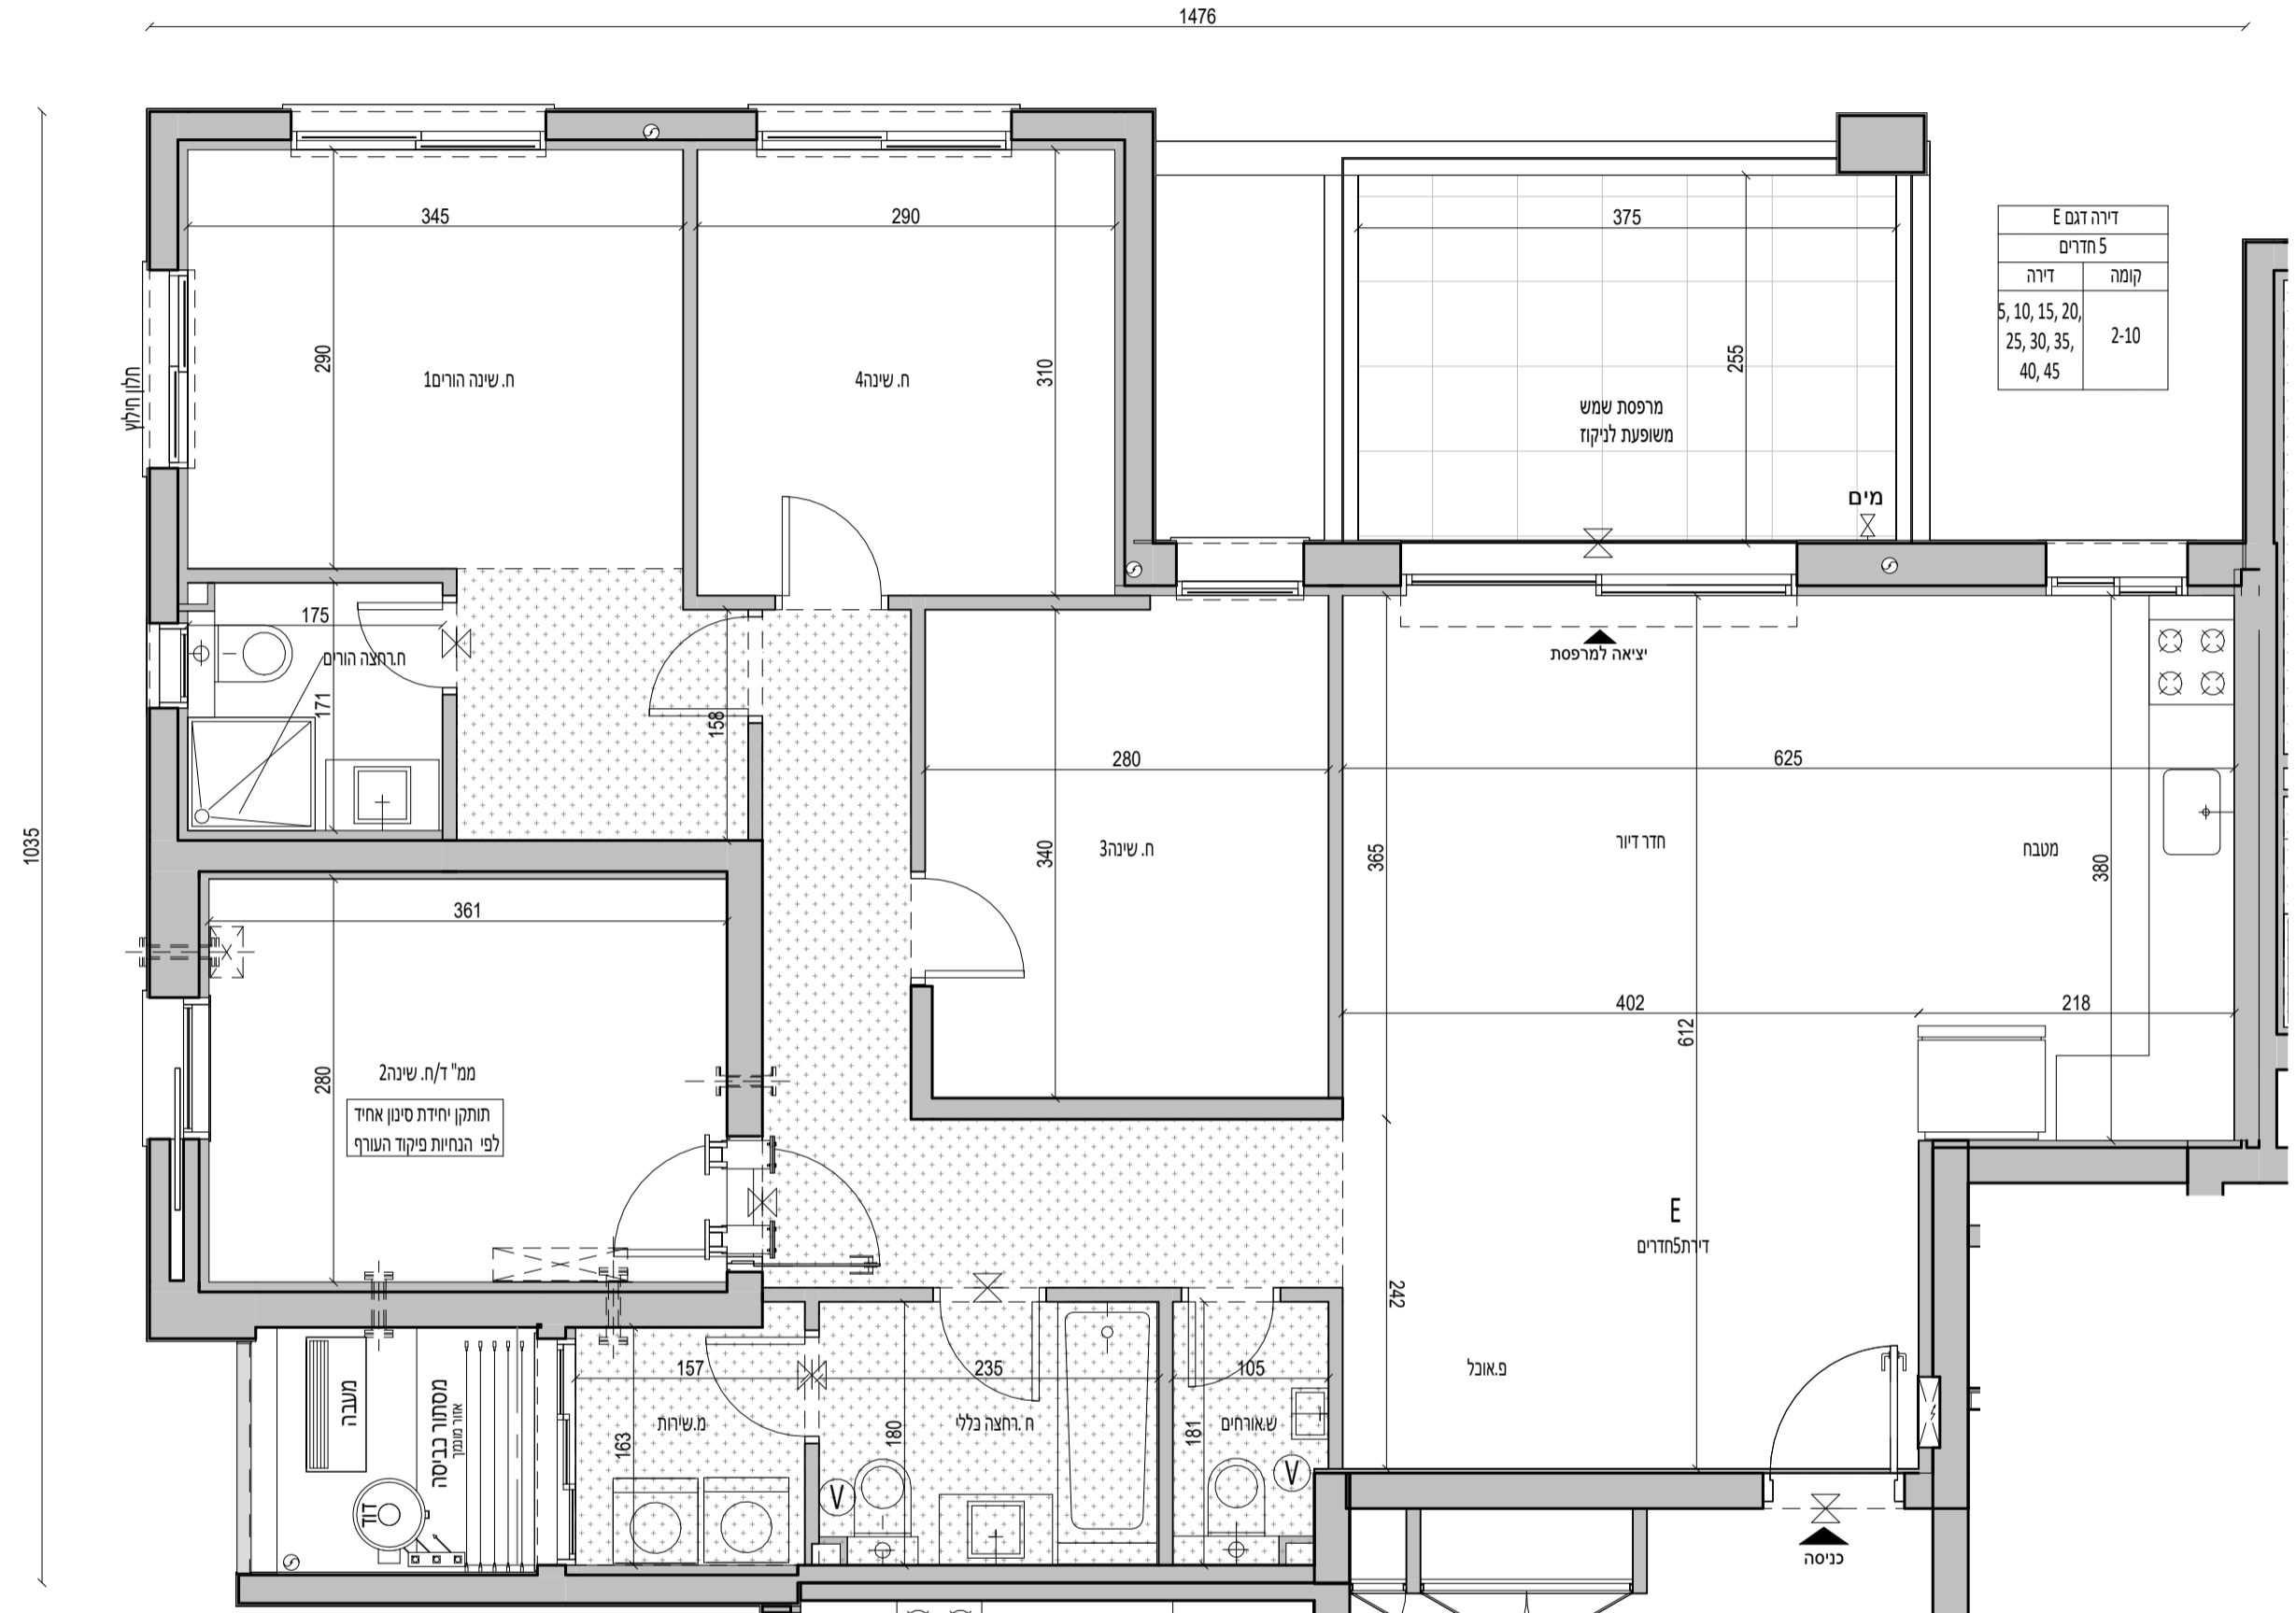 1476
1035
345
290
375
290
310
255
ח. שינה הורים1
ח. שינה4
חלון חילוץ
מרפסת שמש
משופעת לניקוז
מים
דירה דגם E
5 חדרים
קומה
דירה
2-10
5, 10, 15, 20,
25, 30, 35,
40, 45
175
ח.רחצה הורים
171
158
יציאה למרפסת
280
625
340
ח. שינה3
365
חדר דיור
מטבח
380
361
402
218
612
280
ממ"ד/ח. שינה2
תותקן יחידת סינון אחיד
לפי הנחיות פיקוד העורף
E
דירת5חדרים
242
פ.אוכל
157
235
105
מ.שירות
ח.רחצה כללי
ש.אורחים
163
180
181
V
V
מעבה
מסתור כביסה
אזור מונמך
דוד
כניסה